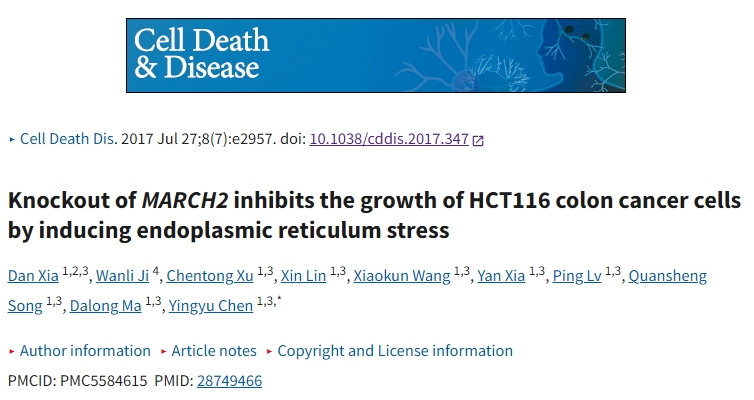 Cell Death
& Disease
▸ Cell Death Dis. 2017 Jul 27;8(7):e2957. doi: 10.1038/cddis.2017.347
Knockout of MARCH2 inhibits the growth of HCT116 colon cancer cells
by inducing endoplasmic reticulum stress
Dan Xia 1,2,3, Wanli Ji 4, Chentong Xu 1,3, Xin Lin 1,3, Xiaokun Wang 1,3, Yan Xia 1,3, Ping Lv 1,3, Quansheng
Song 1,3, Dalong Ma 1,3, Yingyu Chen 1,3,*
▸ Author information ▸ Article notes ▸ Copyright and License information
PMCID: PMC5584615 PMID: 28749466